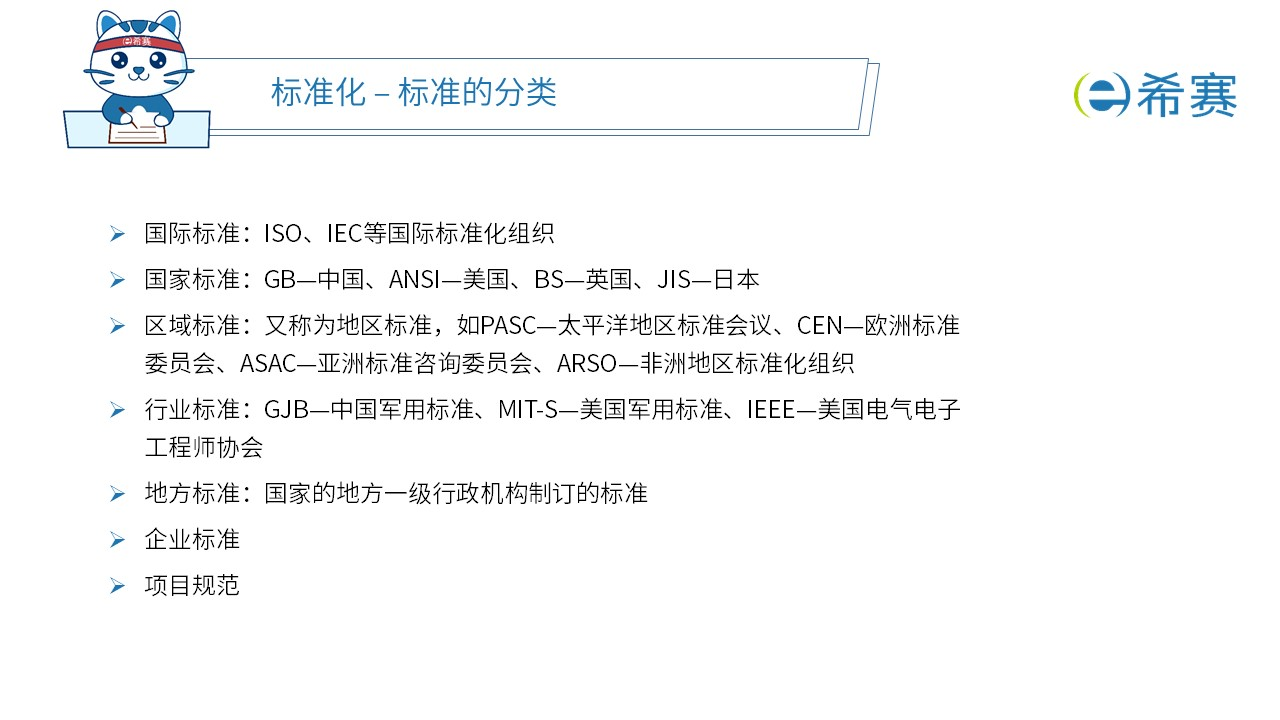 希赛
标准化 – 标准的分类
希赛
国际标准：ISO、IEC等国际标准化组织
国家标准：GB—中国、ANSI—美国、BS—英国、JIS—日本
区域标准：又称为地区标准，如PASC—太平洋地区标准会议、CEN—欧洲标准
委员会、ASAC—亚洲标准咨询委员会、ARSO—非洲地区标准化组织
行业标准：GJB—中国军用标准、MIT-S—美国军用标准、IEEE—美国电气电子
工程师协会
地方标准：国家的地方一级行政机构制订的标准
企业标准
项目规范